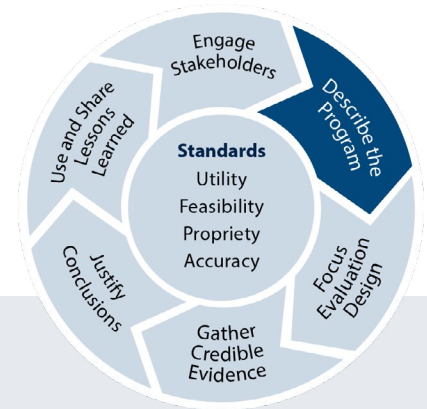 Engage
Stakeholders
Describe the
Program
Focus
Evaluation
Design
Gather
Credible
Evidence
Justify
Conclusions
Use and Share
Lessons
Learned
Standards
Utility
Feasibility
Propriety
Accuracy